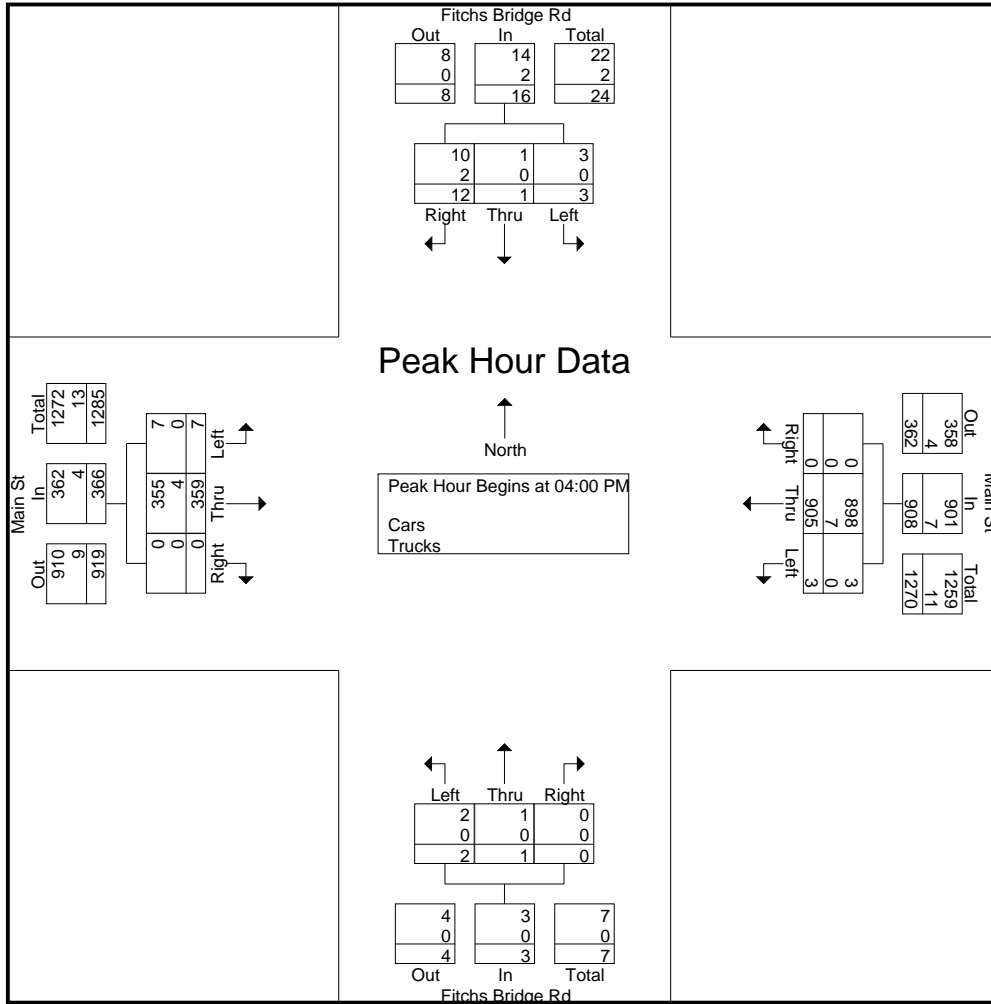 Fitchs Bridge Rd
Out In Total
8 14 22
0 2 2
8 16 24
10 1 3
2 0 0
12 1 3
Right Thru Left
Peak Hour Data
North
Peak Hour Begins at 04:00 PM
Cars
Trucks
Main St
Out In Total
910 362 1272
9 4 13
919 366 1285
Right Thru Left
0 355 7
0 4 0
0 359 7
Main St
Out In Total
358 901 1259
4 7 11
362 908 1270
Right Thru Left
0 898 3
0 7 0
0 905 3
Left Thru Right
2 1 0
0 0 0
2 1 0
4 3 7
0 0 0
4 3 7
Out In Total
Fitchs Bridge Rd